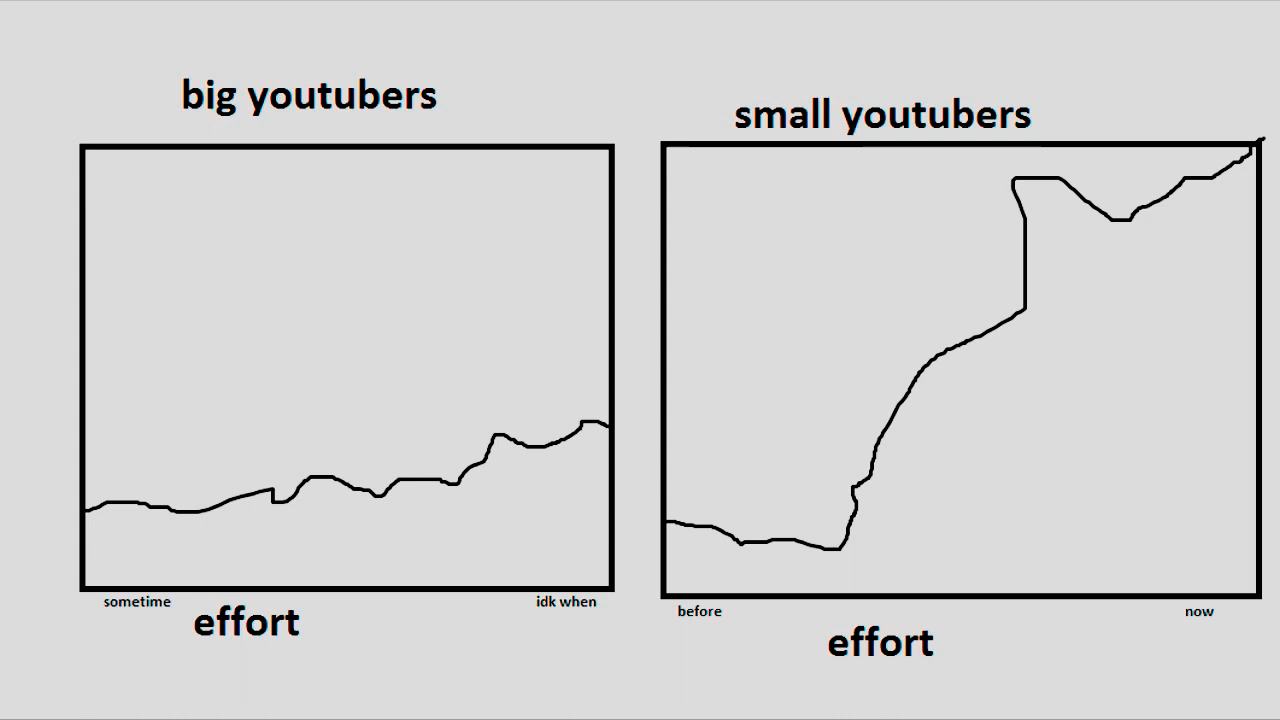 big youtubers
sometime
idk when
effort
small youtubers
before
now
effort